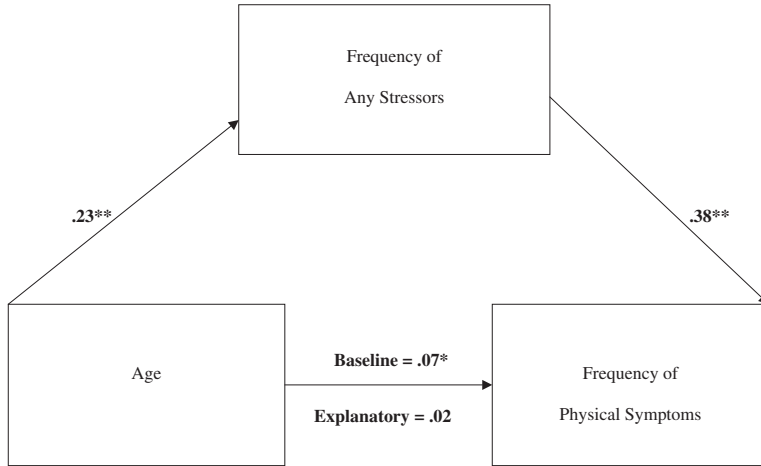 Frequency of
Any Stressors
.23**
.38**
Age
Baseline = .07*
Explanatory = .02
Frequency of
Physical Symptoms